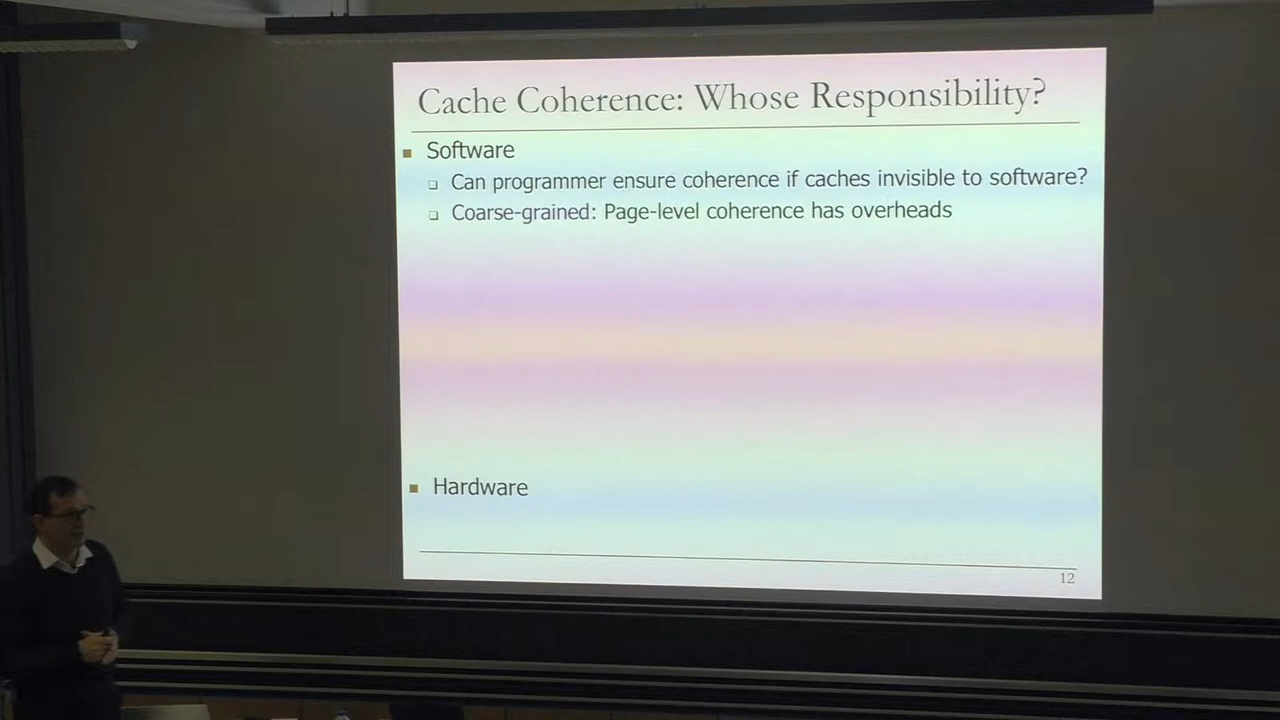 Cache Coherence: Whose Responsibility?
Software
Can programmer ensure coherence if caches invisible to software?
Coarse-grained: Page-level coherence has overheads
Hardware
12